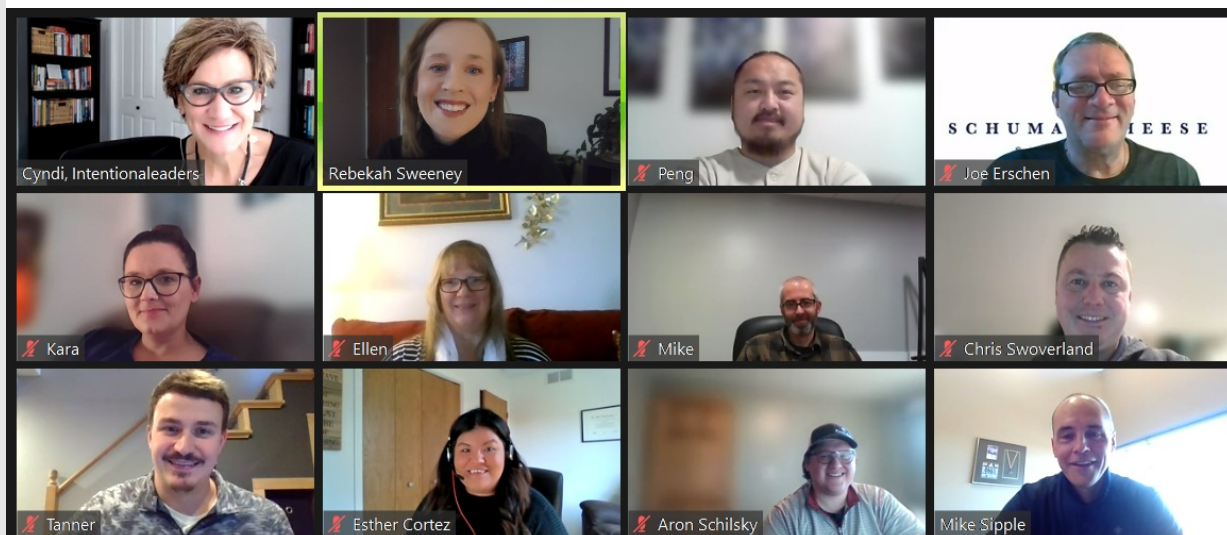 Cyndi, Intentionaleaders
Rebekah Sweeney
Peng
SCHUMA HEESE
Joe Erschen
Kara
Ellen
Mike
Chris Swoverland
Tanner
Esther Cortez
Aron Schilsky
Mike Sipple